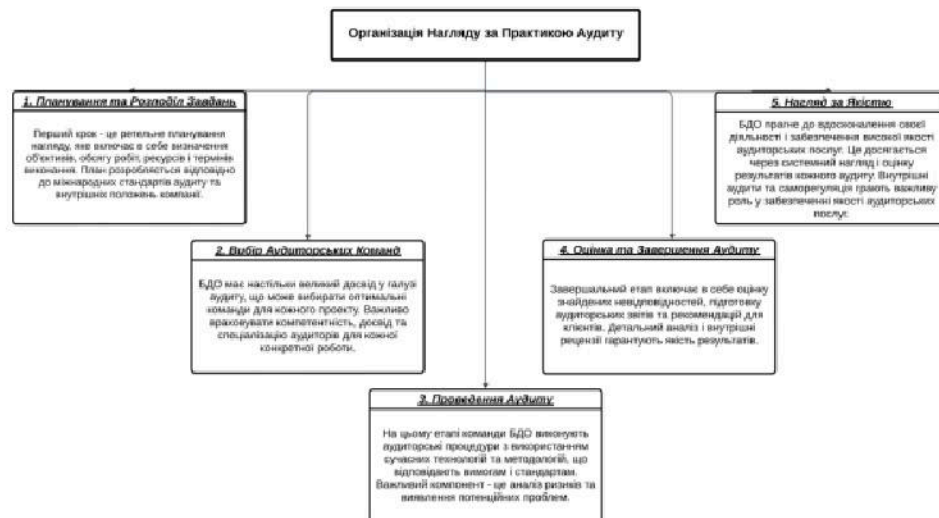 Організація Нагляду за Практикою Аудиту
1. Планування та Розподіл Завдань
Перший крок - це ретельне планування
нагляду, яке включає в себе визначення
об'єктивів, обсягу робіт, ресурсів і термінів
виконання. План розробляється відповідно
до міжнародних стандартів аудиту та
внутрішніх положень компанії.
2. Вибір Аудиторських Команд
БДО має настільки великий досвід у галузі
аудиту, що може вибирати оптимальні
команди для кожного проекту. Важливо
враховувати компетентність, досвід та
спеціалізацію аудиторів для кожної
конкретної роботи.
3. Проведення Аудиту
На цьому етапі команди БДО виконують
аудиторські процедури з використанням
сучасних технологій та методологій, що
відповідають вимогам і стандартам.
Важливий компонент - це аналіз ризиків та
виявлення потенційних проблем.
4. Оцінка та Завершення Аудиту
Завершальний етап включає в себе оцінку
знайдених невідповідностей, підготовку
аудиторських звітів та рекомендацій для
клієнтів. Детальний аналіз і внутрішні
рецензії гарантують якість результатів.
5. Нагляд за Якістю
БДО прагне до вдосконалення своєї
діяльності і забезпечення високої якості
аудиторських послуг. Це досягається
через системний нагляд і оцінку
результатів кожного аудиту. Внутрішні
аудити та саморегуляція грають важливу
роль у забезпеченні якості аудиторських
послуг.